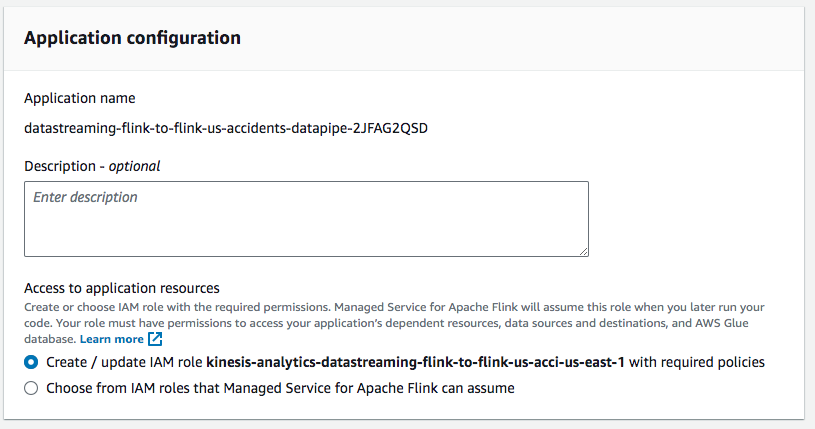 Application configuration
Application name
datastreaming-flink-to-flink-us-accidents-datapipe-2JFAG2QSD
Description - optional
Enter description
Access to application resources
Create or choose IAM role with the required permissions. Managed Service for Apache Flink will assume this role when you later run your
code. Your role must have permissions to access your application's dependent resources, data sources and destinations, and AWS Glue
database. Learn more
Create / update IAM role kinesis-analytics-datastreaming-flink-to-flink-us-acci-us-east-1 with required policies
Choose from IAM roles that Managed Service for Apache Flink can assume